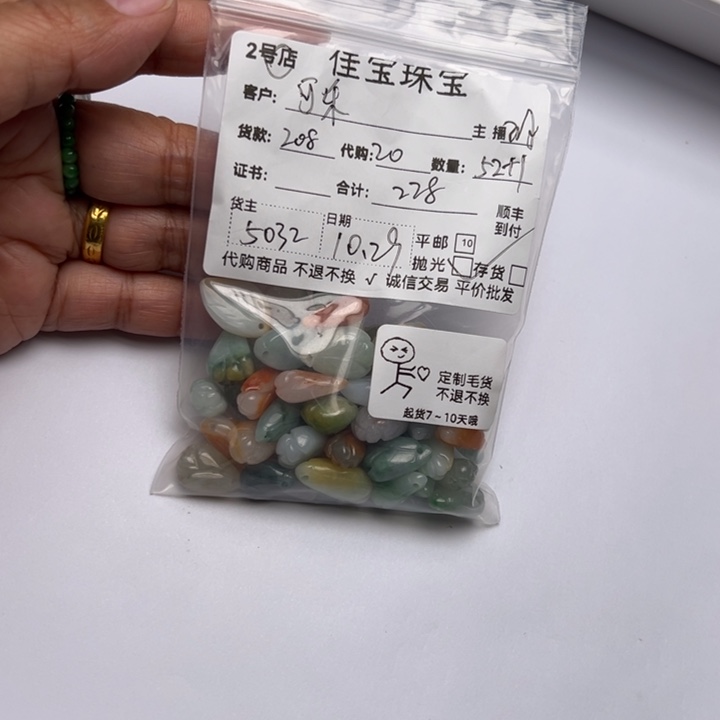 2号店 佳宝珠宝
客户: 主播
货款: 208 代购: 20 数量:
证书: 合计: 228
货主 日期 顺丰
到付
5032 10.29 平邮 10
抛光 存货
代购商品 不退不换 √ 诚信交易 平价批发
定制毛货
不退不换
起货7~10天哦